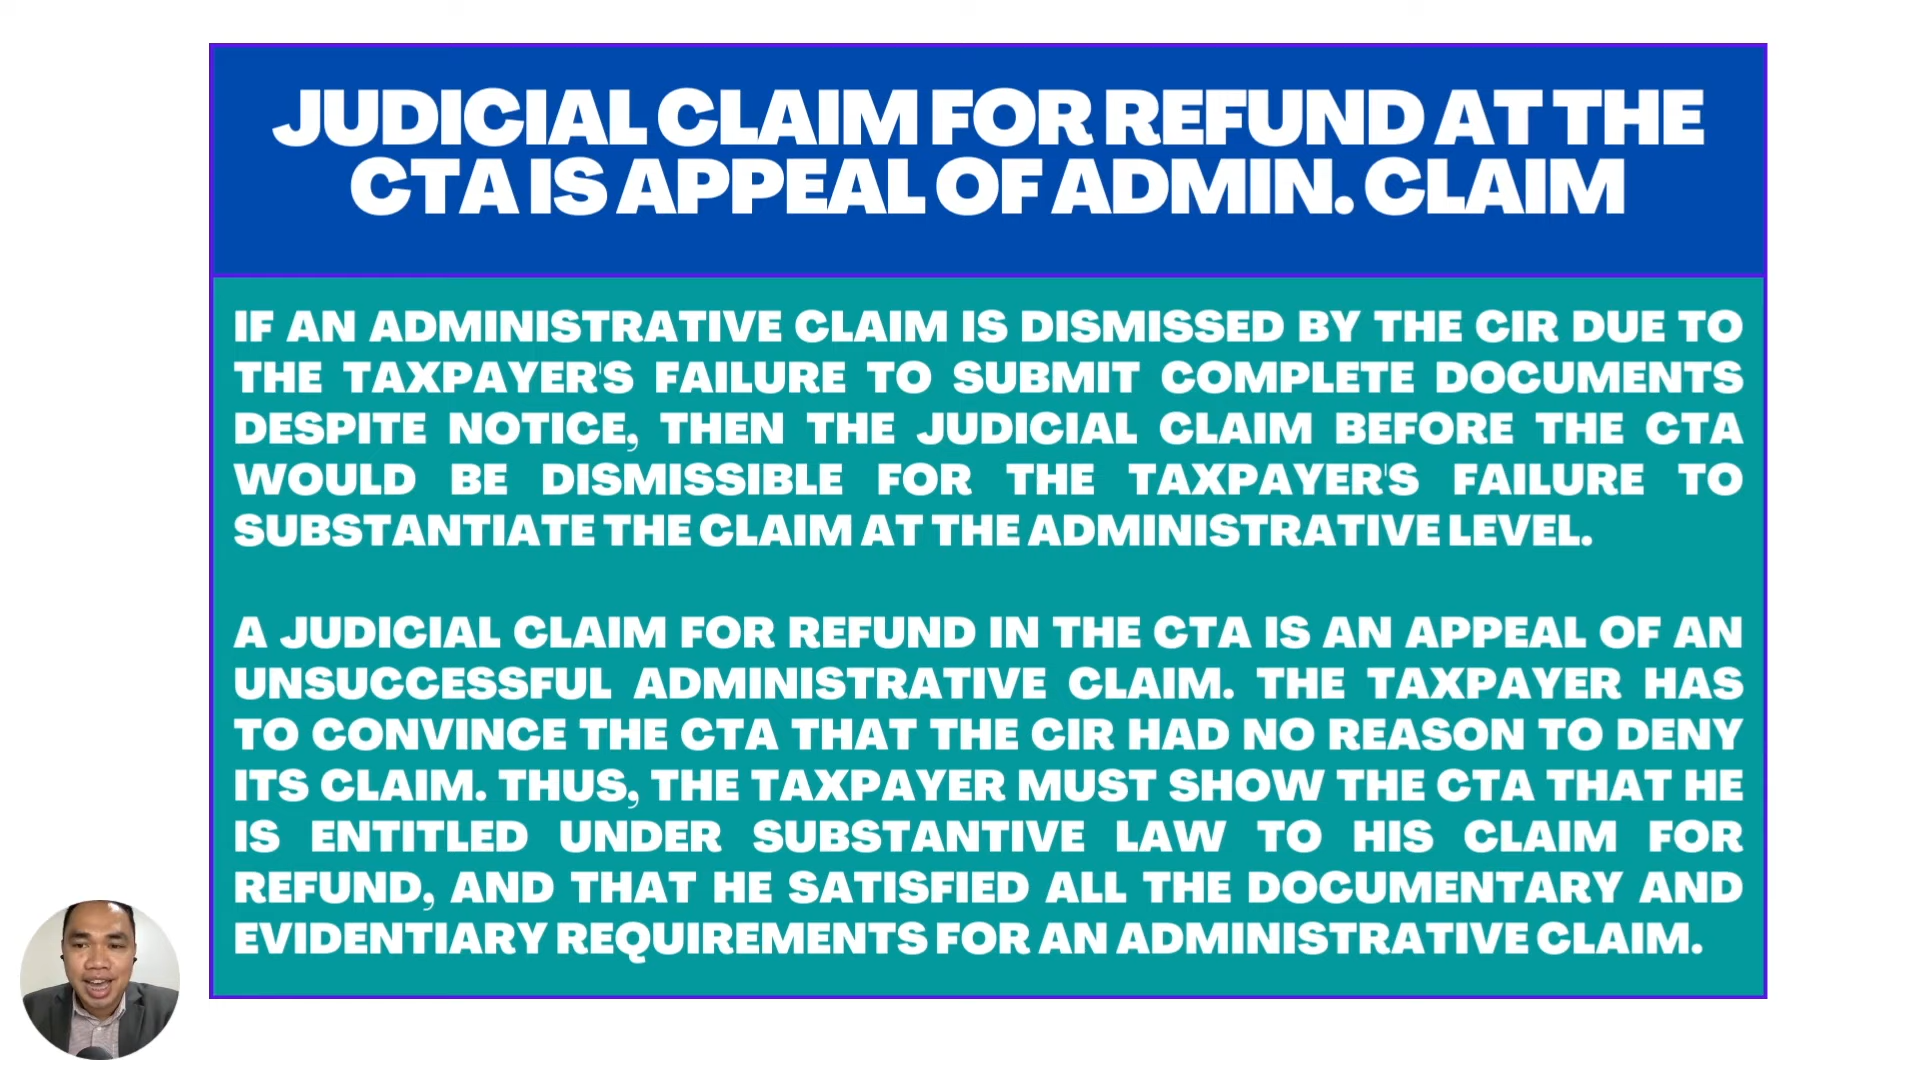 JUDICIAL CLAIM FOR REFUND AT THE
CTA IS APPEAL OF ADMIN. CLAIM
IF AN ADMINISTRATIVE CLAIM IS DISMISSED BY THE CIR DUE TO
THE TAXPAYER'S FAILURE TO SUBMIT COMPLETE DOCUMENTS
DESPITE NOTICE, THEN THE JUDICIAL CLAIM BEFORE THE CTA
WOULD BE DISMISSIBLE FOR THE TAXPAYER'S FAILURE TO
SUBSTANTIATE THE CLAIM AT THE ADMINISTRATIVE LEVEL.
A JUDICIAL CLAIM FOR REFUND IN THE CTA IS AN APPEAL OF AN
UNSUCCESSFUL ADMINISTRATIVE CLAIM. THE TAXPAYER HAS
TO CONVINCE THE CTA THAT THE CIR HAD NO REASON TO DENY
ITS CLAIM. THUS, THE TAXPAYER MUST SHOW THE CTA THAT HE
IS ENTITLED UNDER SUBSTANTIVE LAW TO HIS CLAIM FOR
REFUND, AND THAT HE SATISFIED ALL THE DOCUMENTARY AND
EVIDENTIARY REQUIREMENTS FOR AN ADMINISTRATIVE CLAIM.